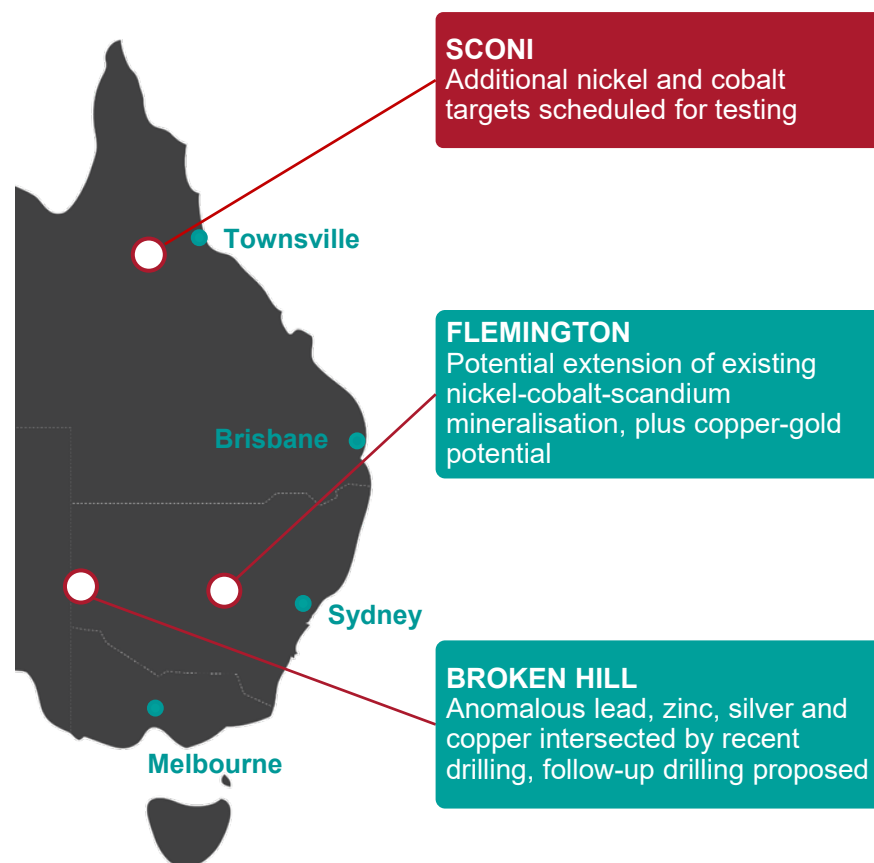 SCONI
Additional nickel and cobalt
targets scheduled for testing
Townsville
FLEMINGTON
Potential extension of existing
nickel-cobalt-scandium
mineralisation, plus copper-gold
potential
Brisbane
Sydney
BROKEN HILL
Anomalous lead, zinc, silver and
copper intersected by recent
drilling, follow-up drilling proposed
Melbourne